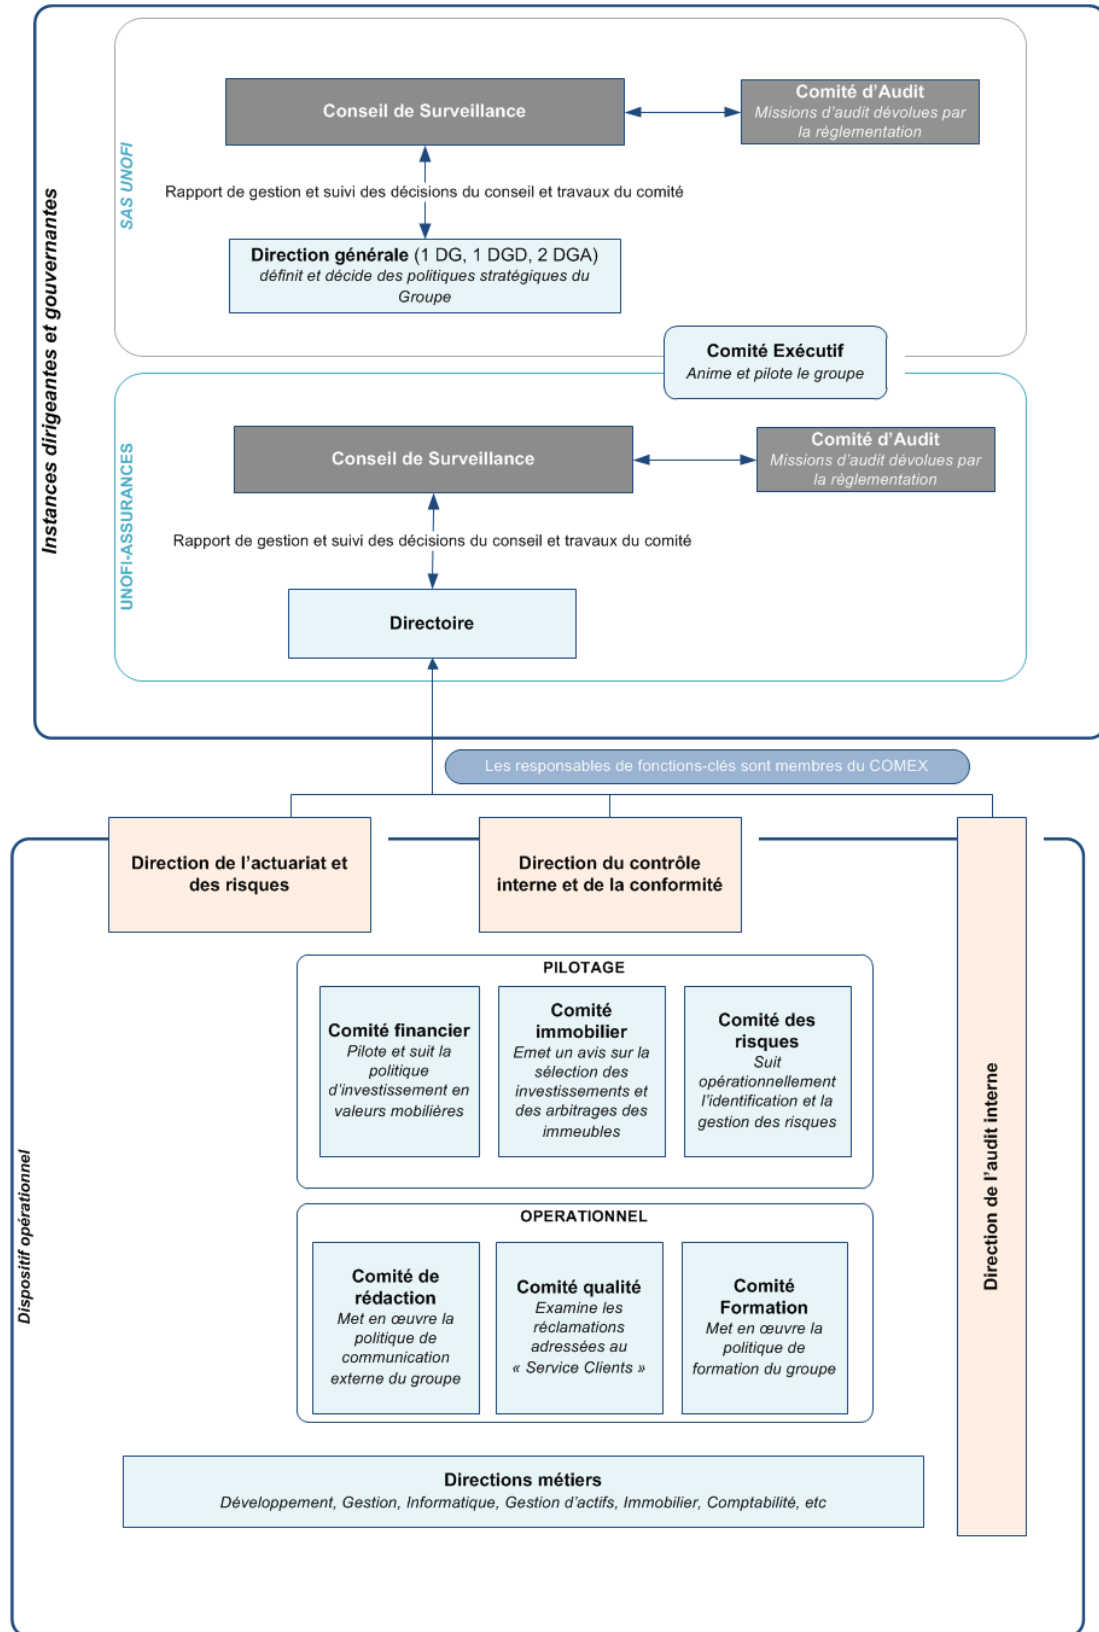 Instances dirigeantes et gouvernantes
SAS UNOFI
Conseil de Surveillance
Comité d'Audit
Missions d'audit dévolues par
la règlementation
Rapport de gestion et suivi des décisions du conseil et travaux du comité
Direction générale (1 DG, 1 DGD, 2 DGA)
définit et décide des politiques stratégiques du
Groupe
Comité Exécutif
Anime et pilote le groupe
UNOFI-ASSURANCES
Conseil de Surveillance
Comité d'Audit
Missions d'audit dévolues par
la règlementation
Rapport de gestion et suivi des décisions du conseil et travaux du comité
Directoire
Les responsables de fonctions-clés sont membres du COMEX
Dispositif opérationnel
Direction de l'actuariat et
des risques
Direction du contrôle
interne et de la conformité
Direction de l'audit interne
PILOTAGE
Comité financier
Pilote et suit la
politique
d'investissement en
valeurs mobilières
Comité
immobilier
Emet un avis sur la
sélection des
investissements et
des arbitrages des
immeubles
Comité des
risques
Suit
opérationnellement
l'identification et la
gestion des risques
OPERATIONNEL
Comité de
rédaction
Met en œuvre la
politique de
communication
externe du groupe
Comité qualité
Examine les
réclamations
adressées au
« Service Clients »
Comité
Formation
Met en œuvre la
politique de
formation du groupe
Directions métiers
Développement, Gestion, Informatique, Gestion d'actifs, Immobilier, Comptabilité, etc